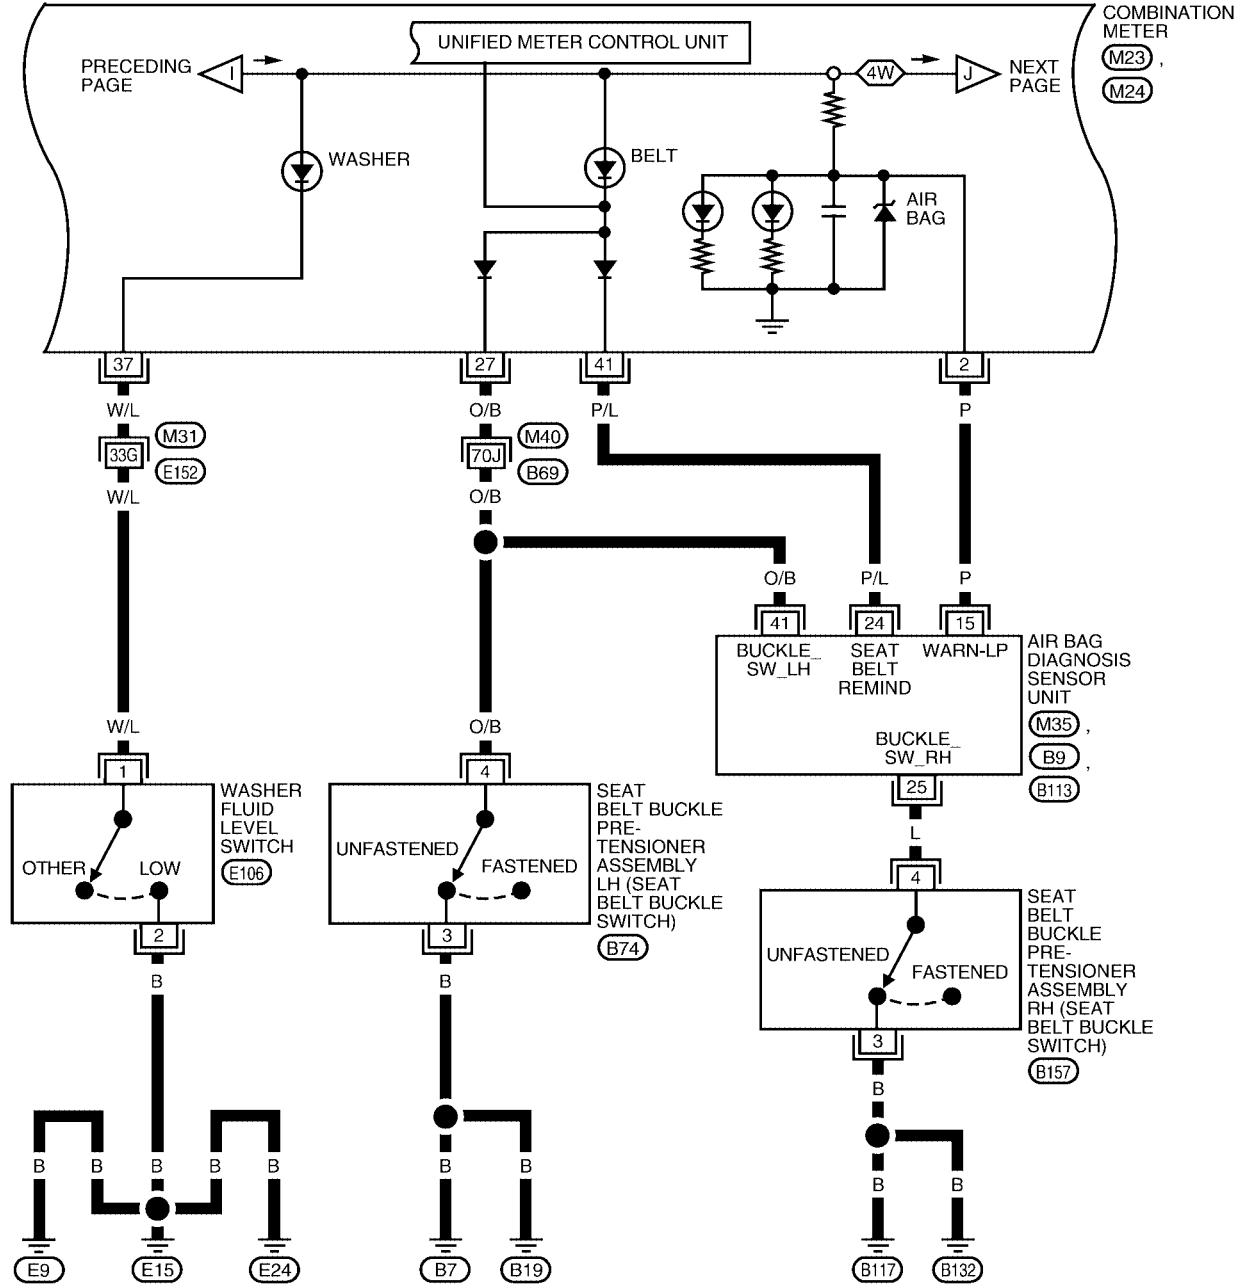 COMBINATION
METER
M23 ,
M24
UNIFIED METER CONTROL UNIT
PRECEDING
PAGE
I
4W
J
NEXT
PAGE
WASHER
BELT
AIR
BAG
37
27
41
2
W/L
O/B
P/L
P
33G
M31
E152
70J
M40
B69
W/L
O/B
O/B
P/L
P
41
24
15
BUCKLE_
SW_LH
SEAT
BELT
REMIND
WARN-LP
BUCKLE_
SW_RH
25
AIR BAG
DIAGNOSIS
SENSOR
UNIT
M35 ,
B9 ,
B113
W/L
O/B
1
4
OTHER
LOW
2
WASHER
FLUID
LEVEL
SWITCH
E106
UNFASTENED
FASTENED
3
SEAT
BELT BUCKLE
PRE-
TENSIONER
ASSEMBLY
LH (SEAT
BELT BUCKLE
SWITCH)
B74
L
4
UNFASTENED
FASTENED
3
SEAT
BELT
BUCKLE
PRE-
TENSIONER
ASSEMBLY
RH (SEAT
BELT BUCKLE
SWITCH)
B157
B
B
B
B
B
B
B
B
B
B
B
B
E9
E15
E24
B7
B19
B117
B132